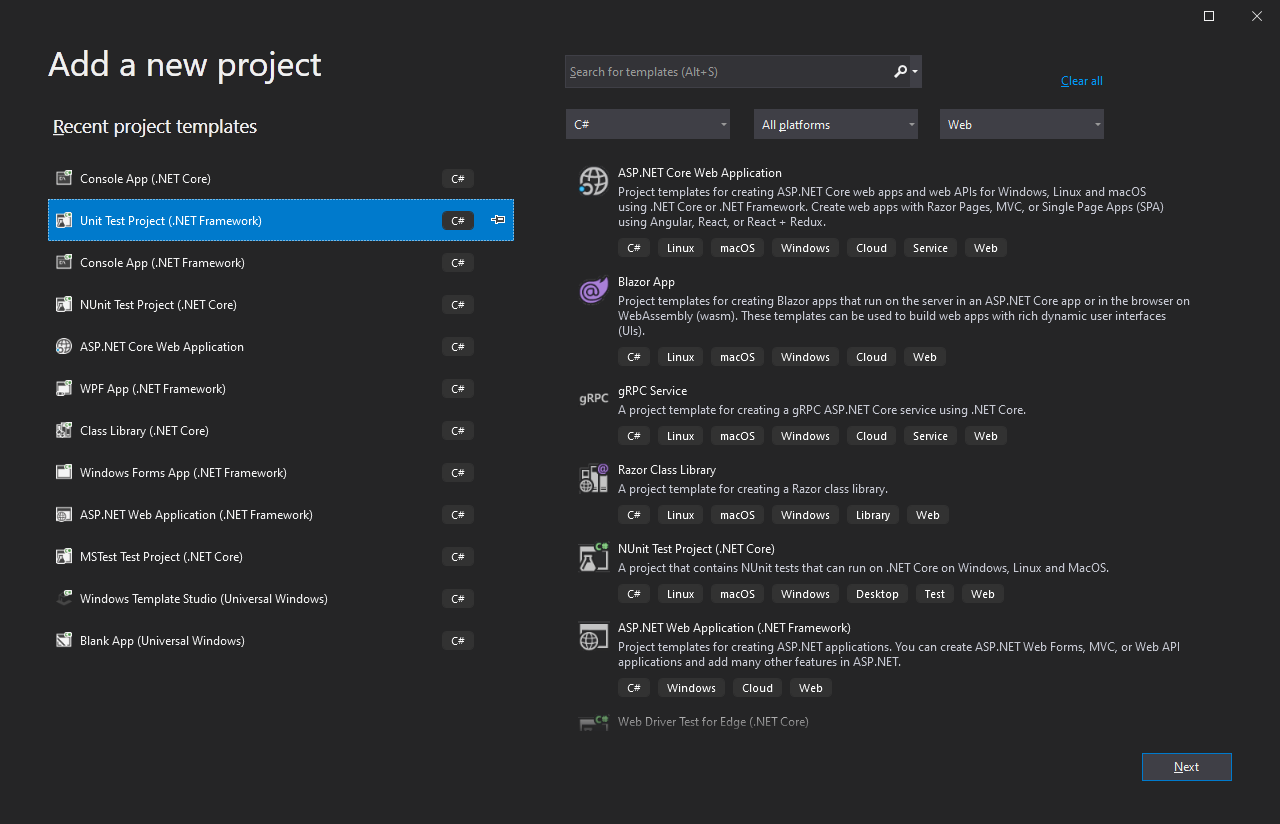 Add a new project
Search for templates (Alt+S)
Clear all
Recent project templates
C#
All platforms
Web
Console App (.NET Core) C#
Unit Test Project (.NET Framework) C#
Console App (.NET Framework) C#
NUnit Test Project (.NET Core) C#
ASP.NET Core Web Application C#
WPF App (.NET Framework) C#
Class Library (.NET Core) C#
Windows Forms App (.NET Framework) C#
ASP.NET Web Application (.NET Framework) C#
MSTest Test Project (.NET Core) C#
Windows Template Studio (Universal Windows) C#
Blank App (Universal Windows) C#
ASP.NET Core Web Application
Project templates for creating ASP.NET Core web apps and web APIs for Windows, Linux and macOS
using .NET Core or .NET Framework. Create web apps with Razor Pages, MVC, or Single Page Apps (SPA)
using Angular, React, or React + Redux.
C# Linux macOS Windows Cloud Service Web
Blazor App
Project templates for creating Blazor apps that run on the server in an ASP.NET Core app or in the browser on
WebAssembly (wasm). These templates can be used to build web apps with rich dynamic user interfaces
(UIs).
C# Linux macOS Windows Cloud Web
gRPC
gRPC Service
A project template for creating a gRPC ASP.NET Core service using .NET Core.
C# Linux macOS Windows Cloud Service Web
Razor Class Library
A project template for creating a Razor class library.
C# Linux macOS Windows Library Web
NUnit Test Project (.NET Core)
A project that contains NUnit tests that can run on .NET Core on Windows, Linux and MacOS.
C# Linux macOS Windows Desktop Test Web
ASP.NET Web Application (.NET Framework)
Project templates for creating ASP.NET applications. You can create ASP.NET Web Forms, MVC, or Web API
applications and add many other features in ASP.NET.
C# Windows Cloud Web
Web Driver Test for Edge (.NET Core)
Next